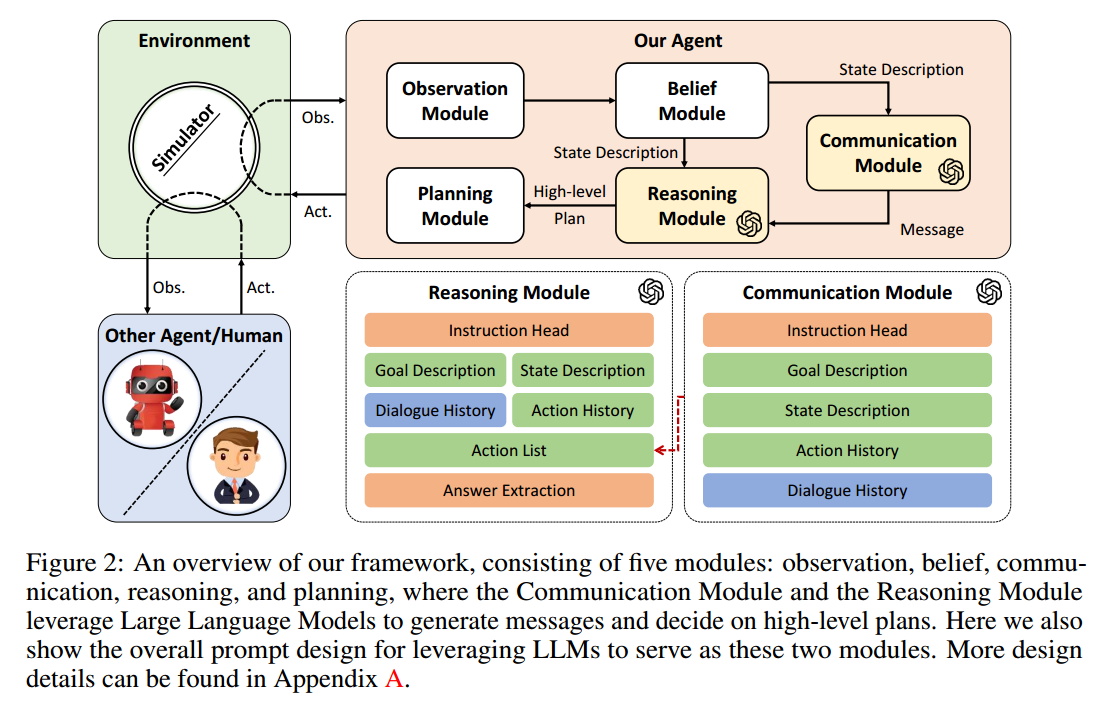 Environment
Simulator
Obs.
Act.
Obs.
Act.
Other Agent/Human
Our Agent
Observation
Module
Belief
Module
State Description
Communication
Module
State Description
Planning
Module
High-level
Plan
Reasoning
Module
Message
Reasoning Module
Instruction Head
Goal Description
State Description
Dialogue History
Action History
Action List
Answer Extraction
Communication Module
Instruction Head
Goal Description
State Description
Action History
Dialogue History
Figure 2: An overview of our framework, consisting of five modules: observation, belief, commu-
nication, reasoning, and planning, where the Communication Module and the Reasoning Module
leverage Large Language Models to generate messages and decide on high-level plans. Here we also
show the overall prompt design for leveraging LLMs to serve as these two modules. More design
details can be found in Appendix A.